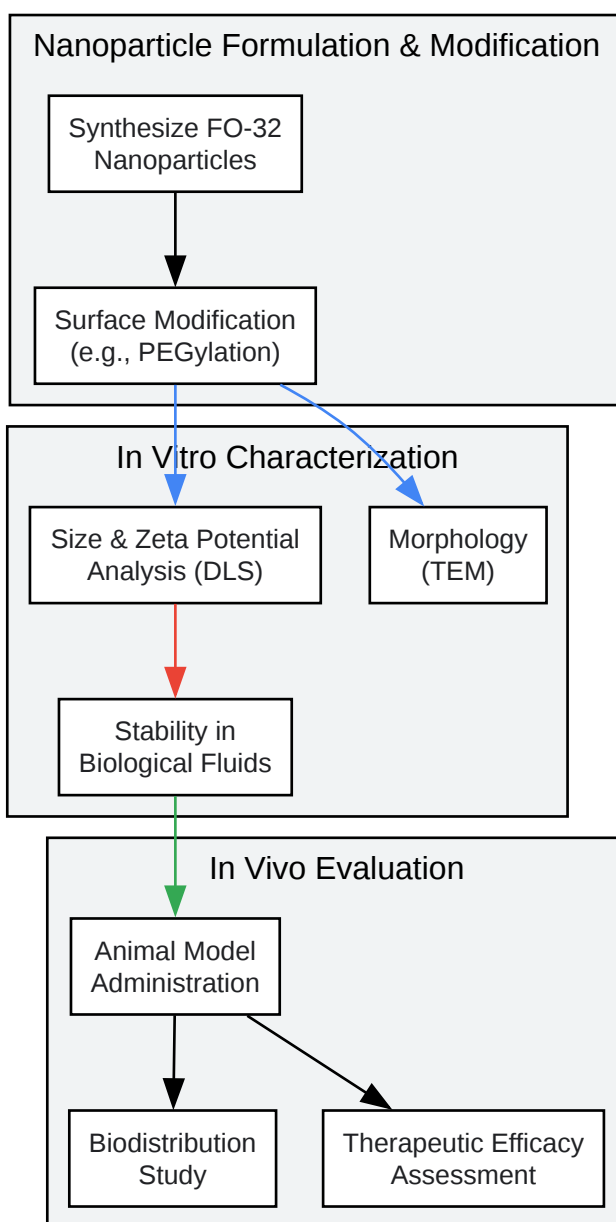 Nanoparticle Formulation & Modification
Synthesize FO-32
Nanoparticles
Surface Modification
(e.g., PEGylation)
In Vitro Characterization
Size & Zeta Potential
Analysis (DLS)
Morphology
(TEM)
Stability in
Biological Fluids
In Vivo Evaluation
Animal Model
Administration
Biodistribution
Study
Therapeutic Efficacy
Assessment